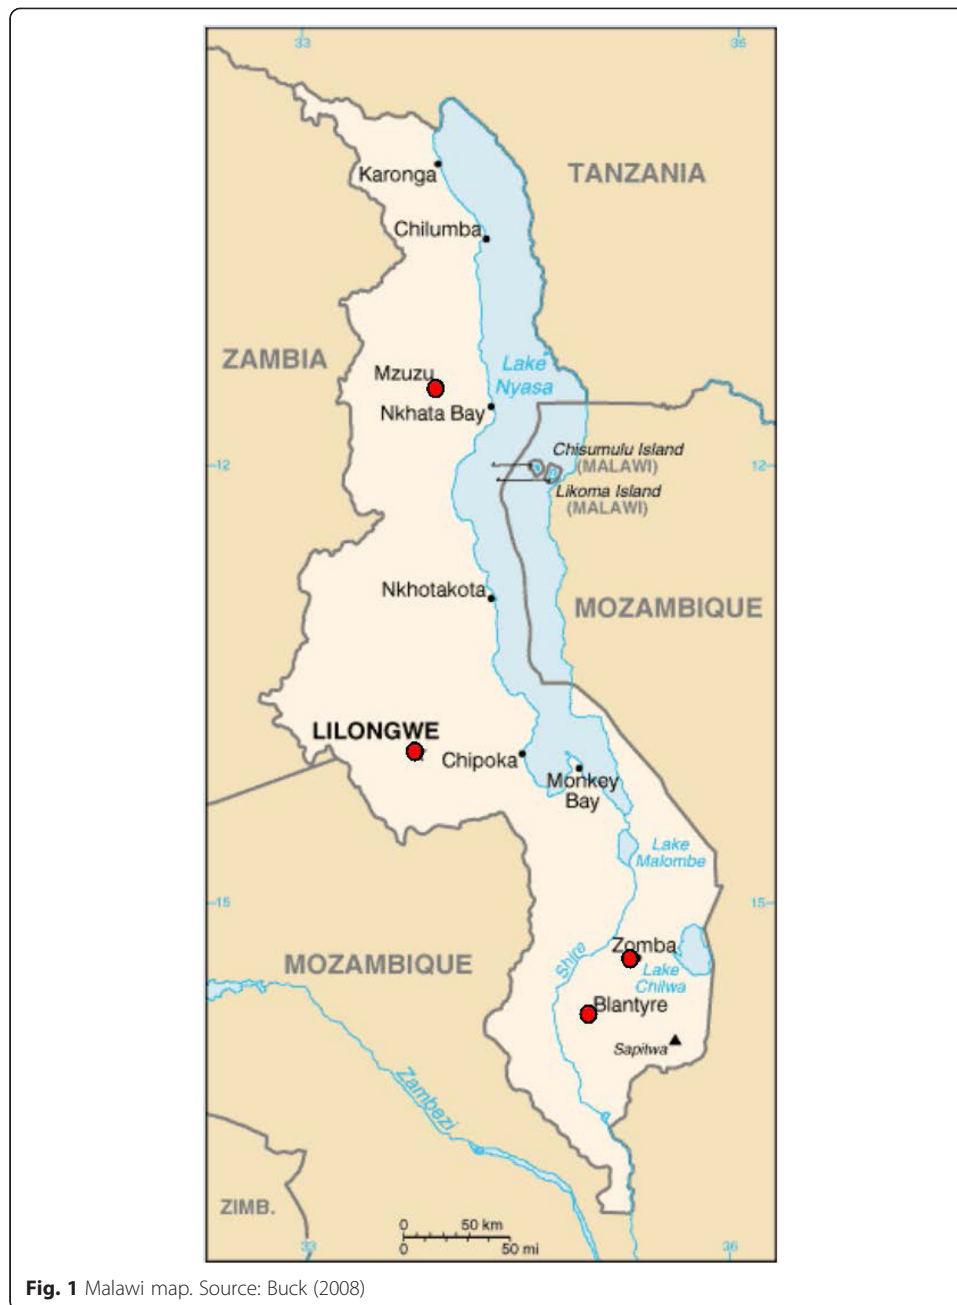 33
36
Karonga
TANZANIA
Chilumba
ZAMBIA
Lake
Nyasa
Mzuzu
Nkhata Bay
Chisumulu Island
(MALAWI)
12
12
Likoma Island
(MALAWI)
Nkhotakota
MOZAMBIQUE
LILONGWE
Chipoka
Monkey
Bay
Lake
Malombe
15
15
Shire
Zomba
MOZAMBIQUE
Lake
Chilwa
Blantyre
Sapitwa
Zambezi
ZIMB.
0 50 km
0 50 mi
33
36
Fig. 1 Malawi map. Source: Buck (2008)